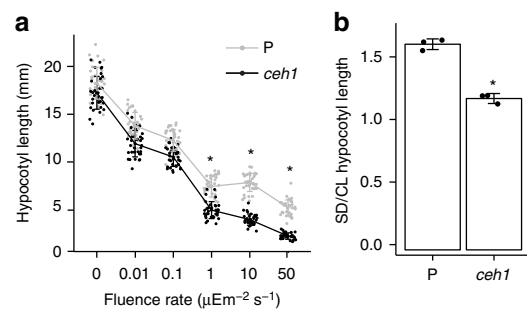 a
P
ceh1
Hypocotyl length (mm)
20
15
10
5
0
* * *
0 0.01 0.1 1 10 50
Fluence rate (μEm⁻² s⁻¹)
b
SD/CL hypocotyl length
1.5
1.0
0.5
0.0
*
P ceh1